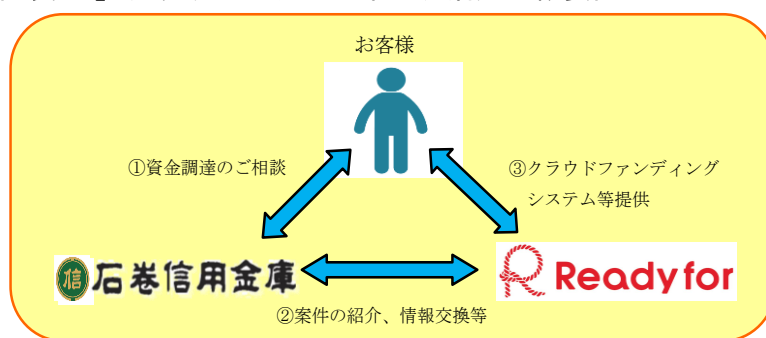 お客様
①資金調達のご相談
③クラウドファンディング
システム等提供
信 石巻信用金庫
R Readyfor
②案件の紹介、情報交換等